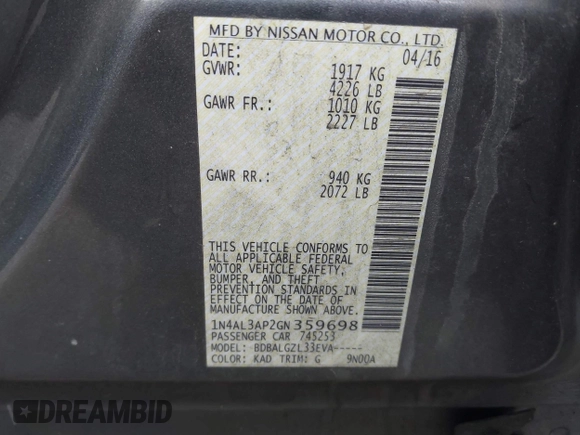 MFD BY NISSAN MOTOR CO., LTD.
DATE: 04/16
GVWR: 1917 KG
4226 LB
GAWR FR.: 1010 KG
2227 LB
GAWR RR.: 940 KG
2072 LB
THIS VEHICLE CONFORMS TO
ALL APPLICABLE FEDERAL
MOTOR VEHICLE SAFETY,
BUMPER, AND THEFT
PREVENTION STANDARDS IN
EFFECT ON THE DATE OF
MANUFACTURE SHOWN ABOVE.
1N4AL3AP2GN359698
PASSENGER CAR 745253
MODEL: BDBALGZL33EVA-----
COLOR: KAD TRIM: G 9N00A
DREAMBID